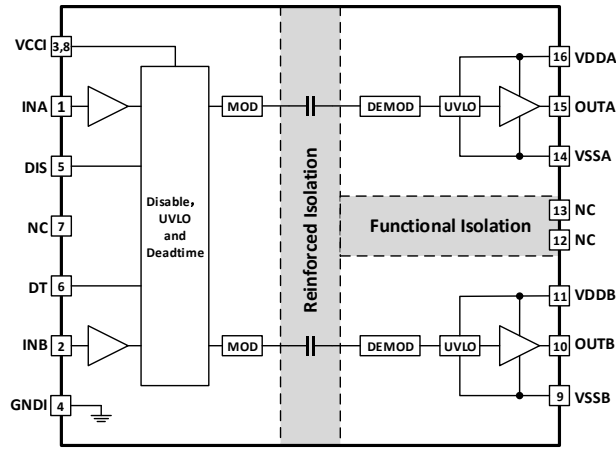 VCCI 3,8
INA 1
DIS 5
NC 7
DT 6
INB 2
GNDI 4
Disable,
UVLO
and
Deadtime
MOD
MOD
Reinforced Isolation
DEMOD
UVLO
Functional Isolation
DEMOD
UVLO
16 VDDA
15 OUTA
14 VSSA
13 NC
12 NC
11 VDDB
10 OUTB
9 VSSB